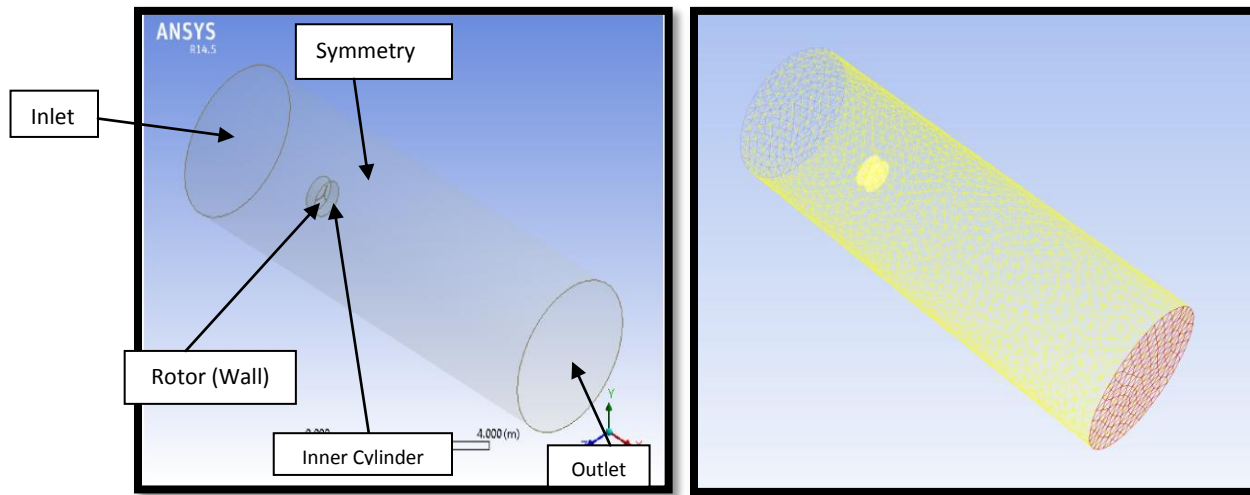 ANSYS
R14.5
Symmetry
Inlet
Rotor (Wall)
Y
4.000 (m)
Inner Cylinder
Outlet